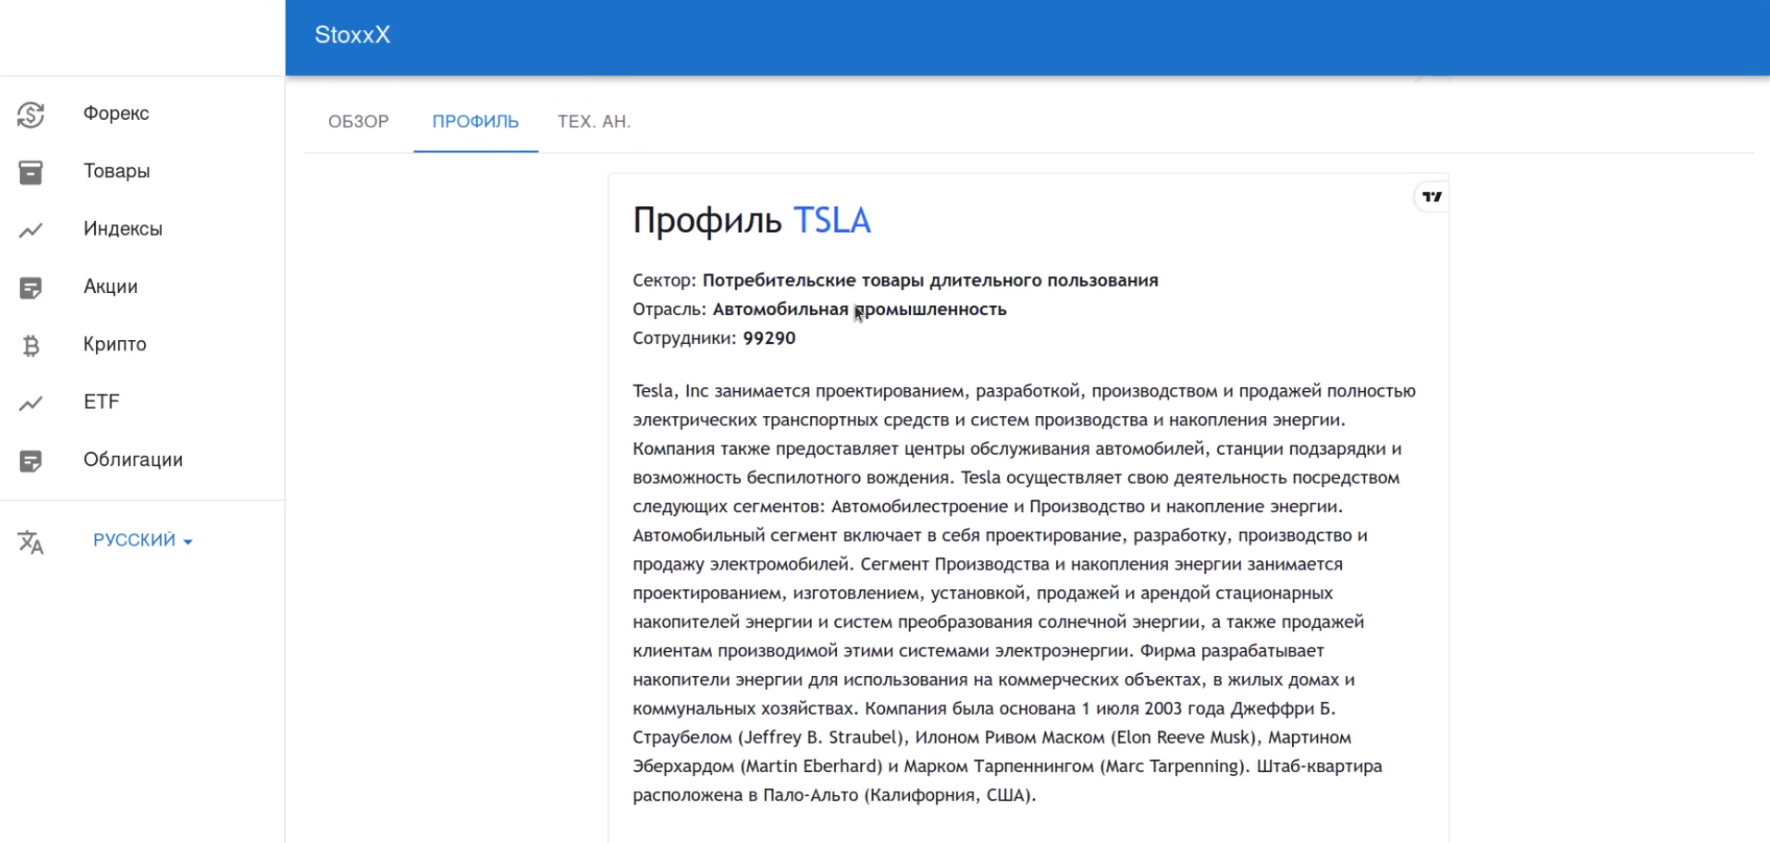 StoxxX
Форекс
Товары
Индексы
Акции
Крипто
ETF
Облигации
РУССКИЙ
ОБЗОР ПРОФИЛЬ ТЕХ. АН.
Профиль TSLA
Сектор: Потребительские товары длительного пользования
Отрасль: Автомобильная промышленность
Сотрудники: 99290
Tesla, Inc занимается проектированием, разработкой, производством и продажей полностью
электрических транспортных средств и систем производства и накопления энергии.
Компания также предоставляет центры обслуживания автомобилей, станции подзарядки и
возможность беспилотного вождения. Tesla осуществляет свою деятельность посредством
следующих сегментов: Автомобилестроение и Производство и накопление энергии.
Автомобильный сегмент включает в себя проектирование, разработку, производство и
продажу электромобилей. Сегмент Производства и накопления энергии занимается
проектированием, изготовлением, установкой, продажей и арендой стационарных
накопителей энергии и систем преобразования солнечной энергии, а также продажей
клиентам производимой этими системами электроэнергии. Фирма разрабатывает
накопители энергии для использования на коммерческих объектах, в жилых домах и
коммунальных хозяйствах. Компания была основана 1 июля 2003 года Джеффри Б.
Страубелом (Jeffrey B. Straubel), Илоном Ривом Маском (Elon Reeve Musk), Мартином
Эберхардом (Martin Eberhard) и Марком Тарпеннингом (Marc Tarpenning). Штаб-квартира
расположена в Пало-Альто (Калифорния, США).